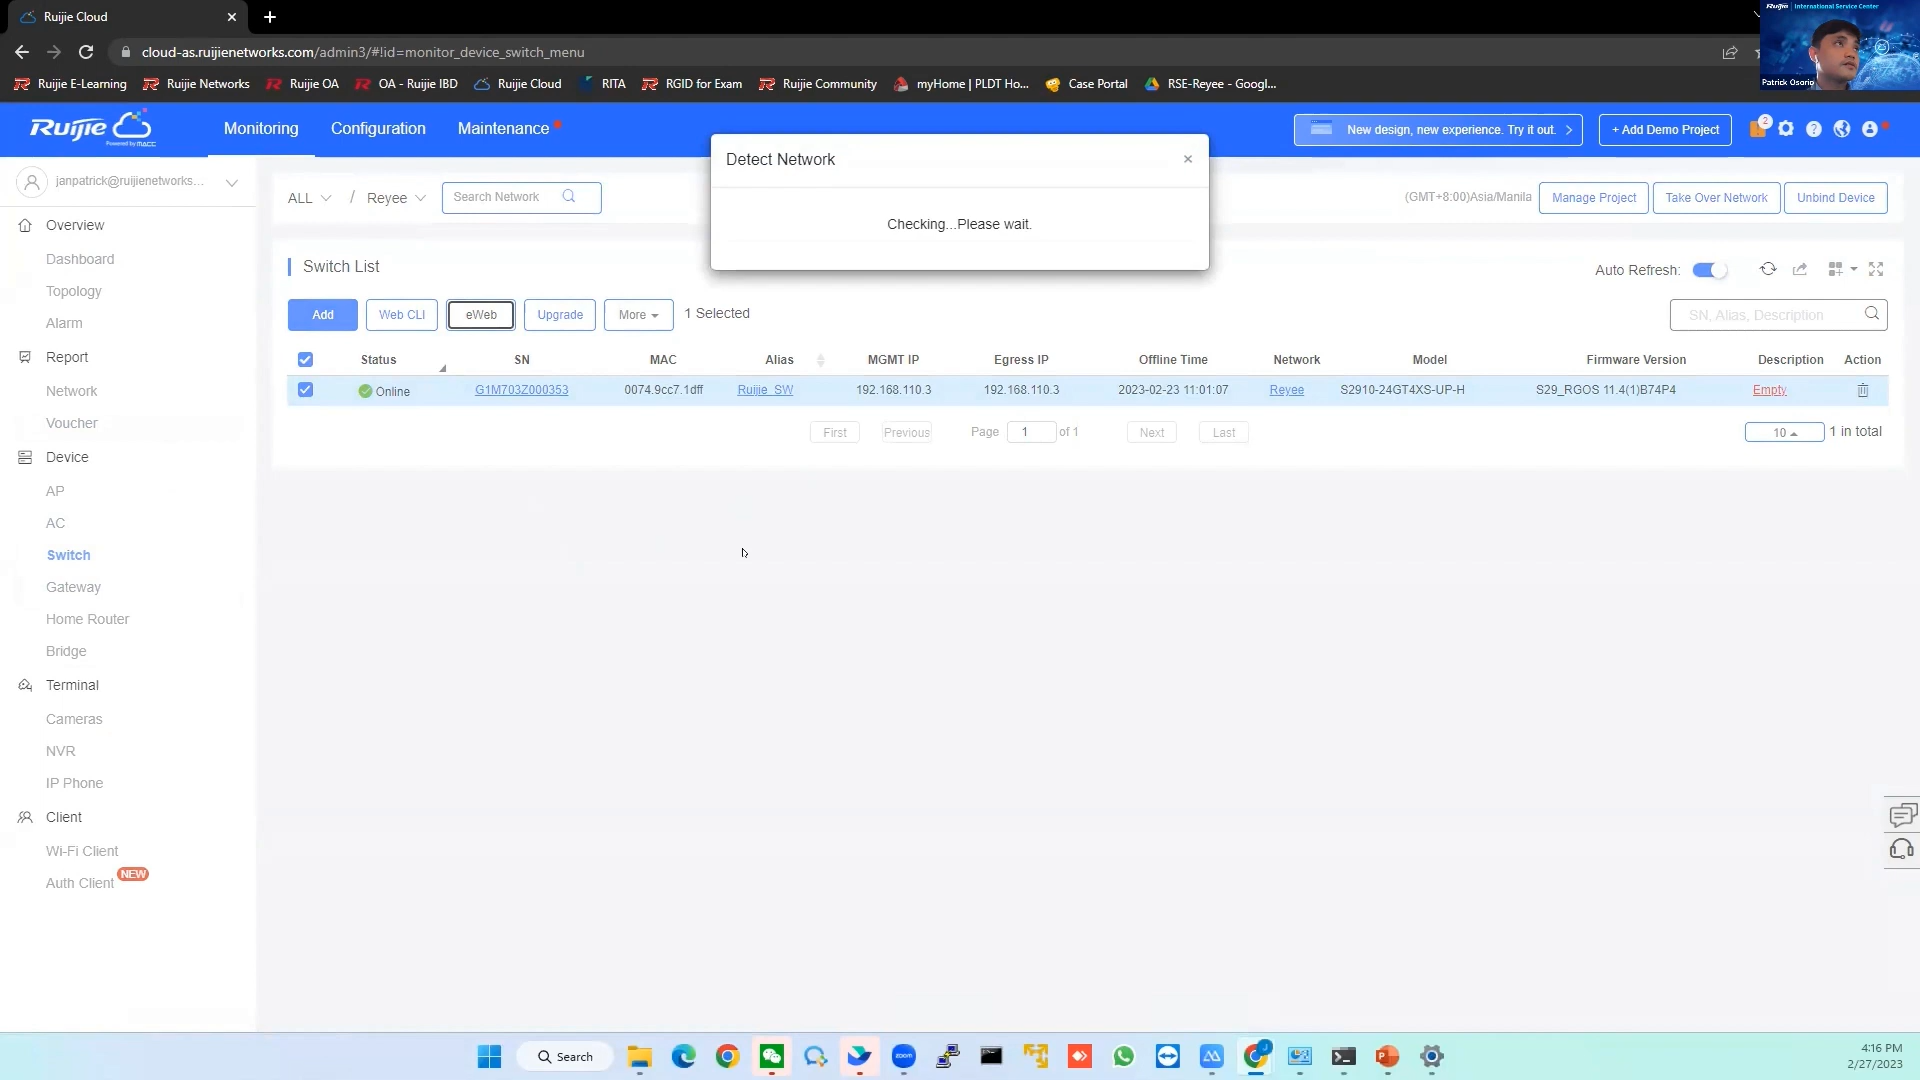 Ruijie Cloud
cloud-as.ruijienetworks.com/admin3/#!lid=monitor_device_switch_menu
Ruijie | International Service Center
Patrick Osorio
Ruijie E-Learning
Ruijie Networks
Ruijie OA
OA - Ruijie IBD
Ruijie Cloud
RITA
RGID for Exam
Ruijie Community
myHome | PLDT Ho...
Case Portal
RSE-Reyee - Googl...
Ruijie
Powered by MACC
Monitoring
Configuration
Maintenance
New design, new experience. Try it out.
+ Add Demo Project
2
janpatrick@ruijienetworks...
Overview
Dashboard
Topology
Alarm
Report
Network
Voucher
Device
AP
AC
Switch
Gateway
Home Router
Bridge
Terminal
Cameras
NVR
IP Phone
Client
Wi-Fi Client
Auth Client NEW
ALL / Reyee
Search Network
(GMT+8:00)Asia/Manila
Manage Project
Take Over Network
Unbind Device
Detect Network
Checking...Please wait.
Switch List
Auto Refresh:
Add
Web CLI
eWeb
Upgrade
More
1 Selected
SN, Alias, Description
Status SN MAC Alias MGMT IP Egress IP Offline Time Network Model Firmware Version Description Action
Online G1M703Z000353 0074.9cc7.1dff Ruijie_SW 192.168.110.3 192.168.110.3 2023-02-23 11:01:07 Reyee S2910-24GT4XS-UP-H S29_RGOS 11.4(1)B74P4 Empty
First Previous Page 1 of 1 Next Last 10 1 in total
Search
zoom
4:16 PM
2/27/2023